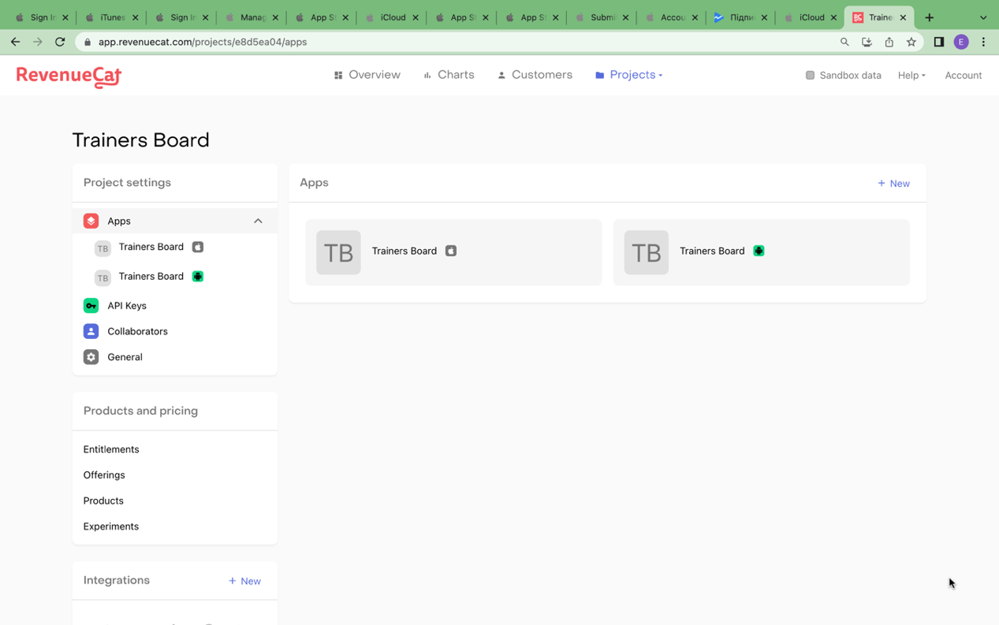 Sign In
iTunes
Sign In
Manag
App St
iCloud
App St
App St
Submi
Accou
Підпи
iCloud
Traine
app.revenuecat.com/projects/e8d5ea04/apps
E
RevenueCat
Overview
Charts
Customers
Projects
Sandbox data
Help
Account
Trainers Board
Project settings
Apps
TB Trainers Board
TB Trainers Board
API Keys
Collaborators
General
Apps
+ New
TB Trainers Board
TB Trainers Board
Products and pricing
Entitlements
Offerings
Products
Experiments
Integrations
+ New